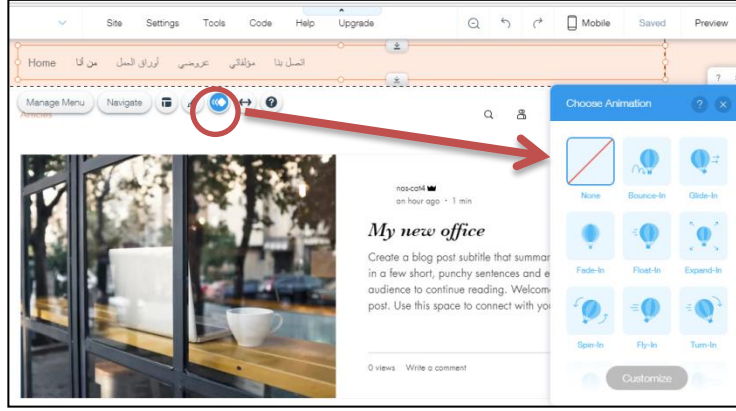 Site Settings Tools Code Help Upgrade Mobile Saved Preview
Home من أنا أوراق العمل عروضي مؤلفاتي اتصل بنا
?
Manage Menu Navigate ?
Articles
Choose Animation ? ×
None Bounce-In Glide-In
nas-cat4
an hour ago · 1 min
My new office
Create a blog post subtitle that summar
in a few short, punchy sentences and e
audience to continue reading. Welcom
post. Use this space to connect with yo
Fade-In Float-In Expand-In
Spin-In Fly-In Turn-In
0 views Write a comment
Customize